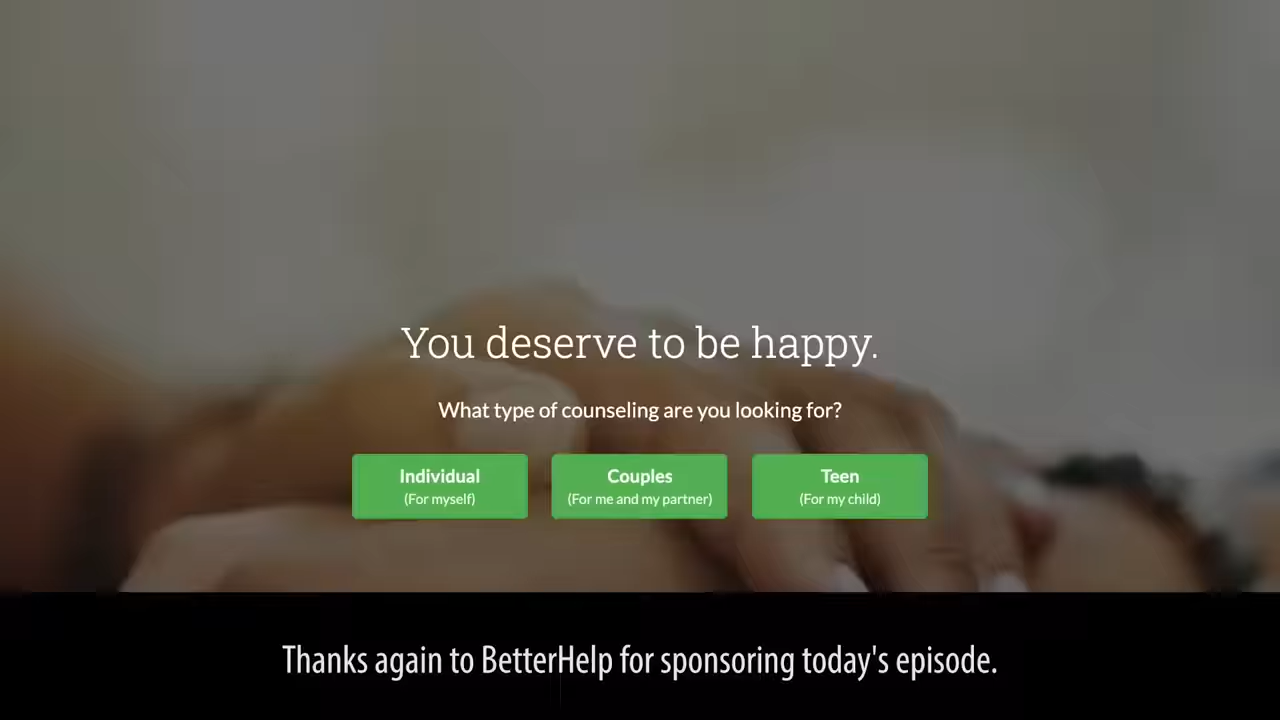 You deserve to be happy.
What type of counseling are you looking for?
Individual
(For myself)
Couples
(For me and my partner)
Teen
(For my child)
Thanks again to BetterHelp for sponsoring today's episode.